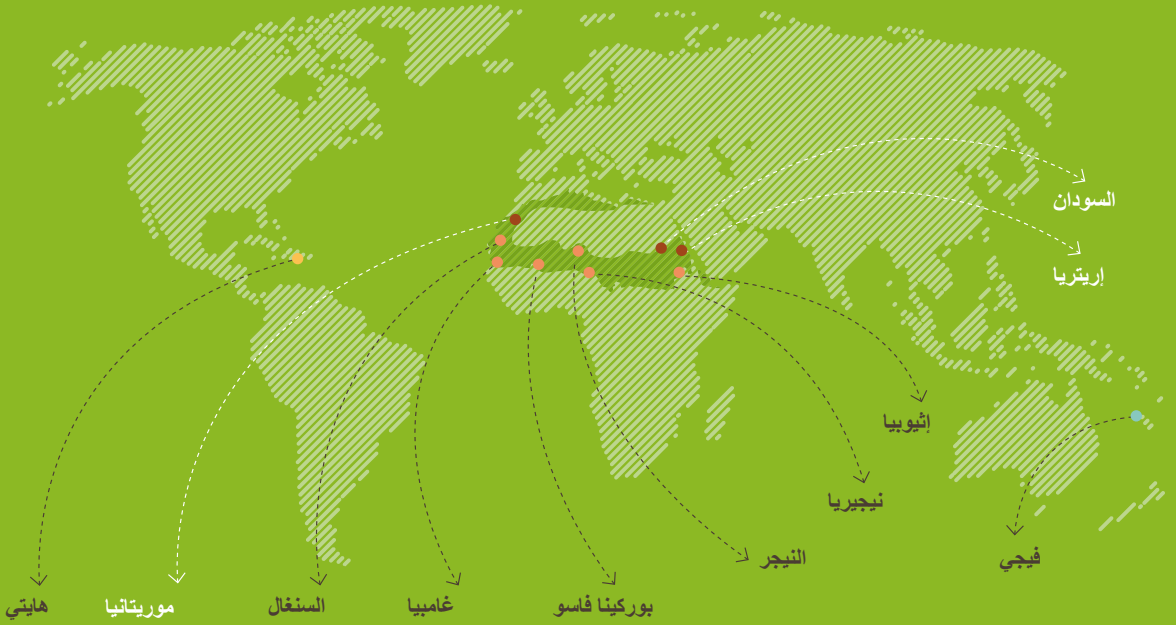 السودان
إريتريا
إثيوبيا
نيجيريا
فيجي
النيجر
بوركينا فاسو
غامبيا
السنغال
موريتانيا
هايتي